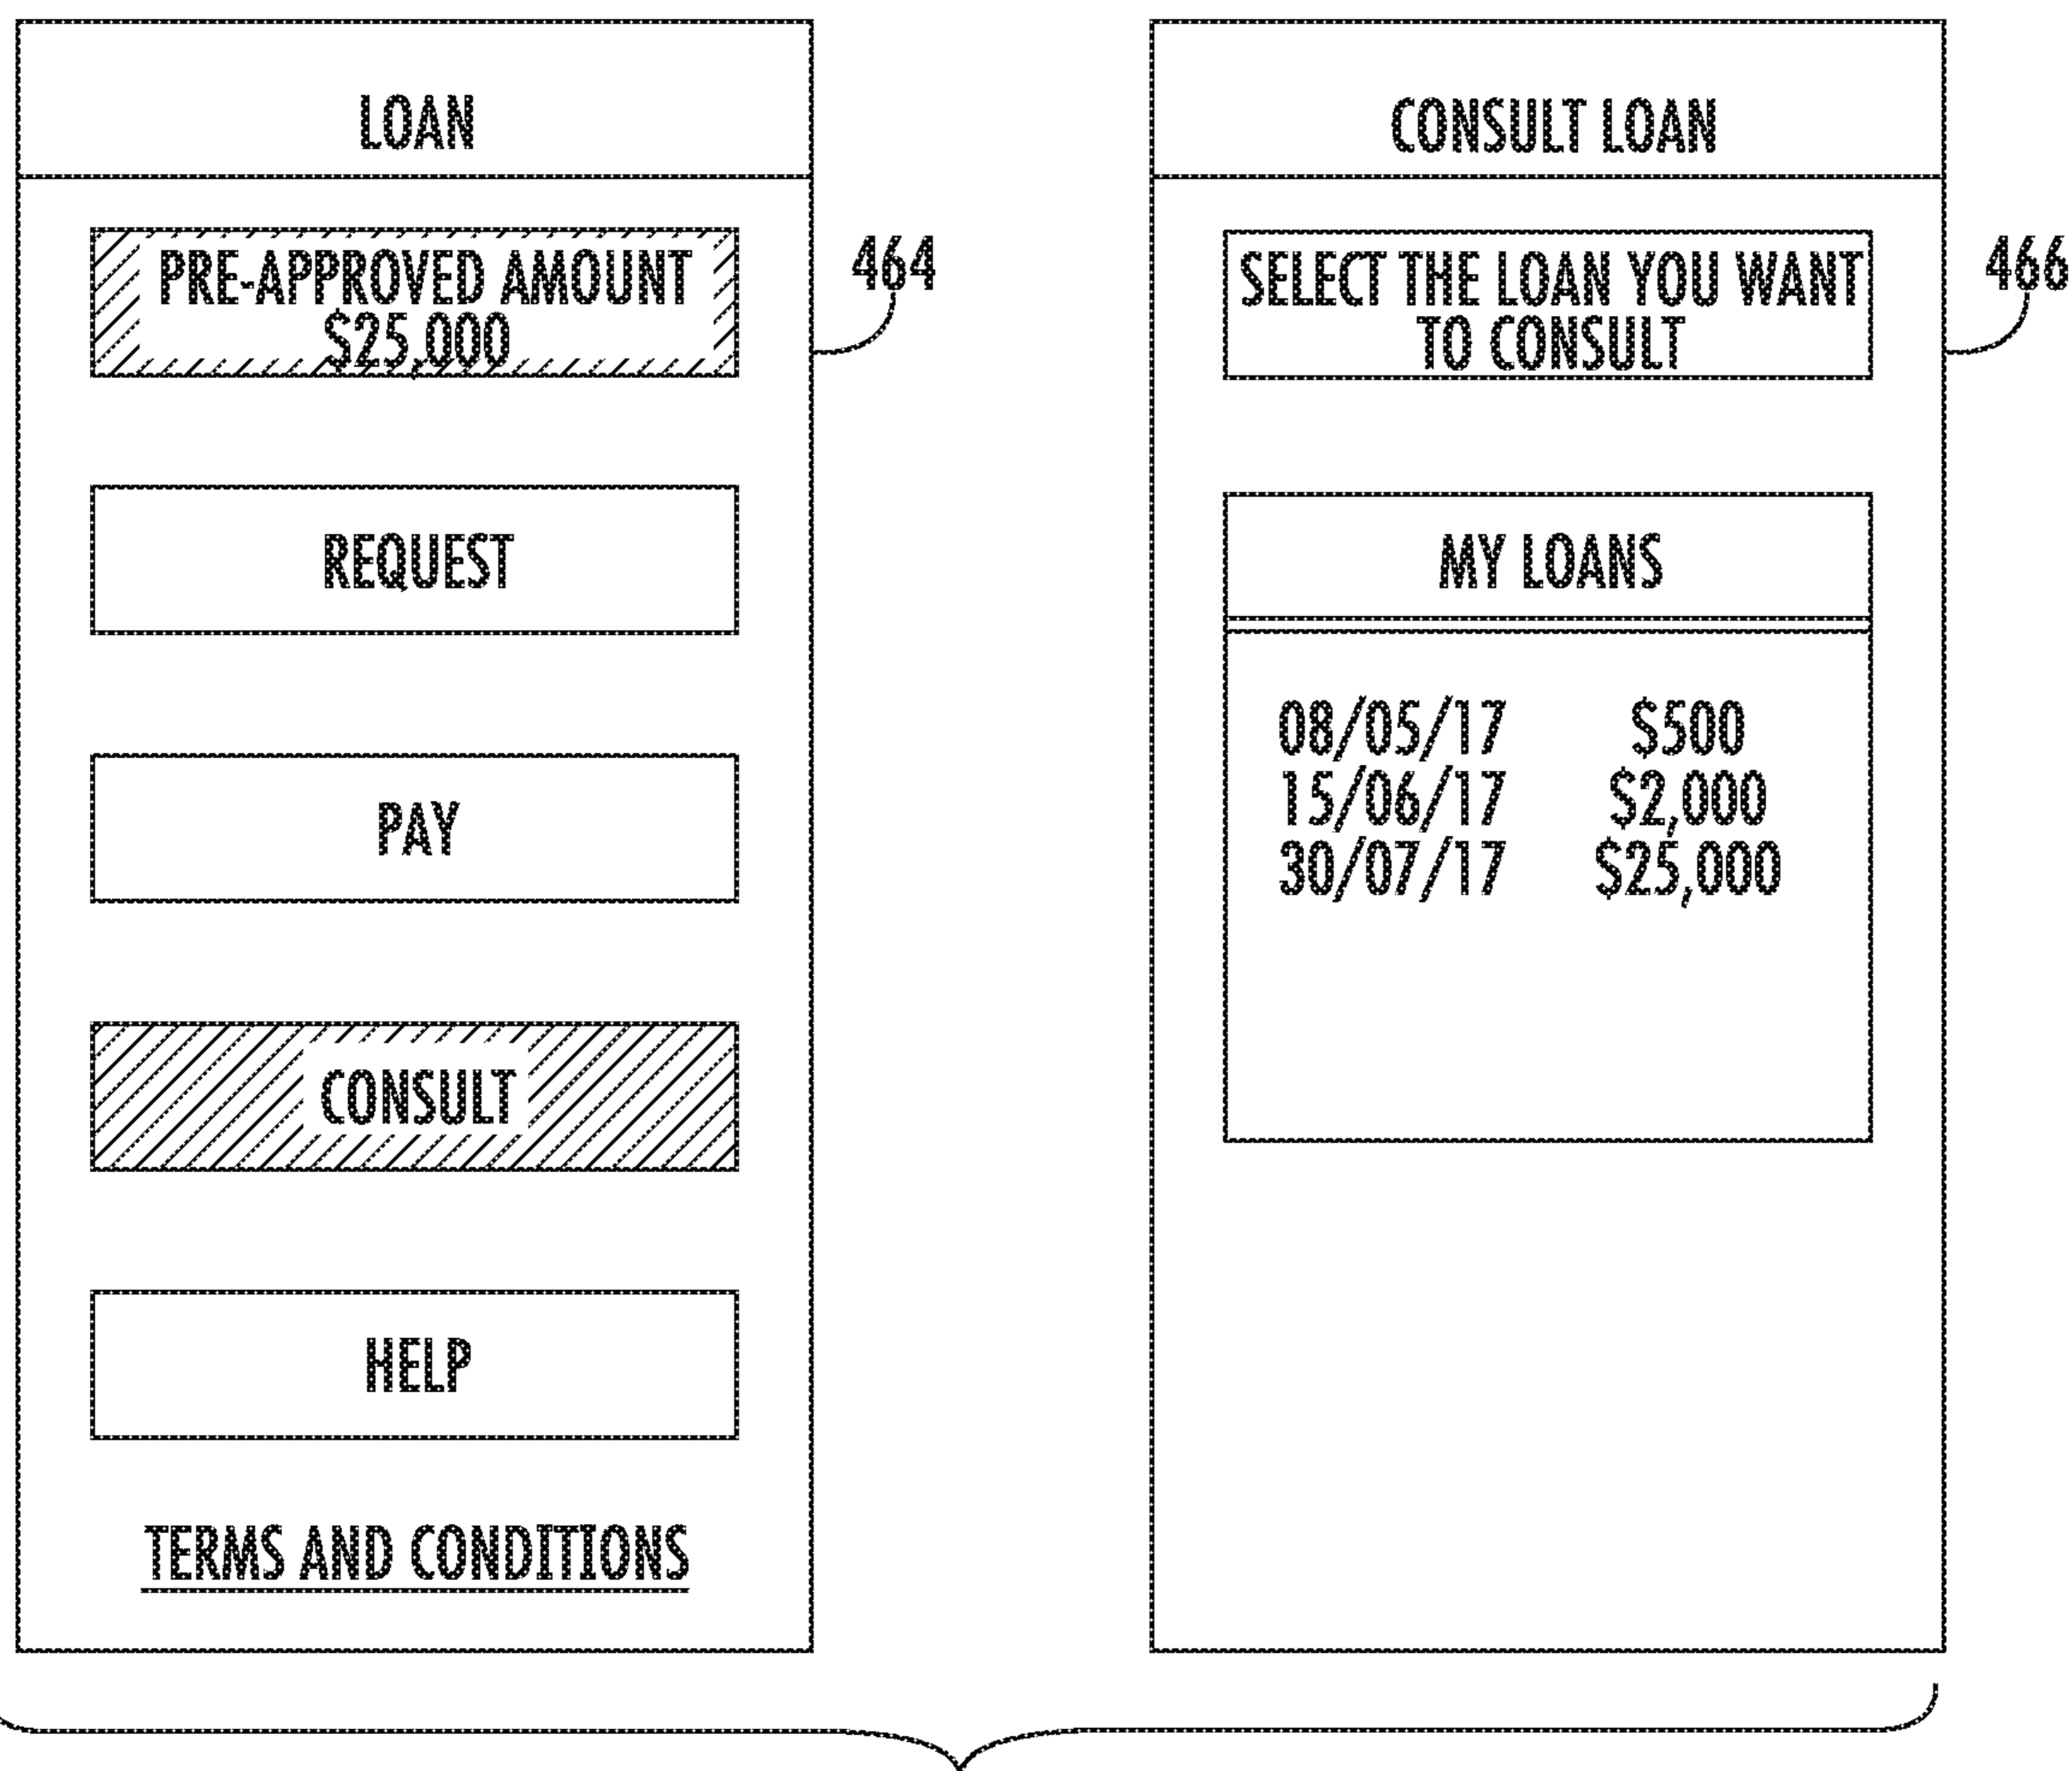 LOAN
PRE-APPROVED AMOUNT
$25,000
464
REQUEST
PAY
CONSULT
HELP
TERMS AND CONDITIONS
CONSULT LOAN
SELECT THE LOAN YOU WANT
TO CONSULT
466
MY LOANS
08/05/17 $500
15/06/17 $2,000
30/07/17 $25,000